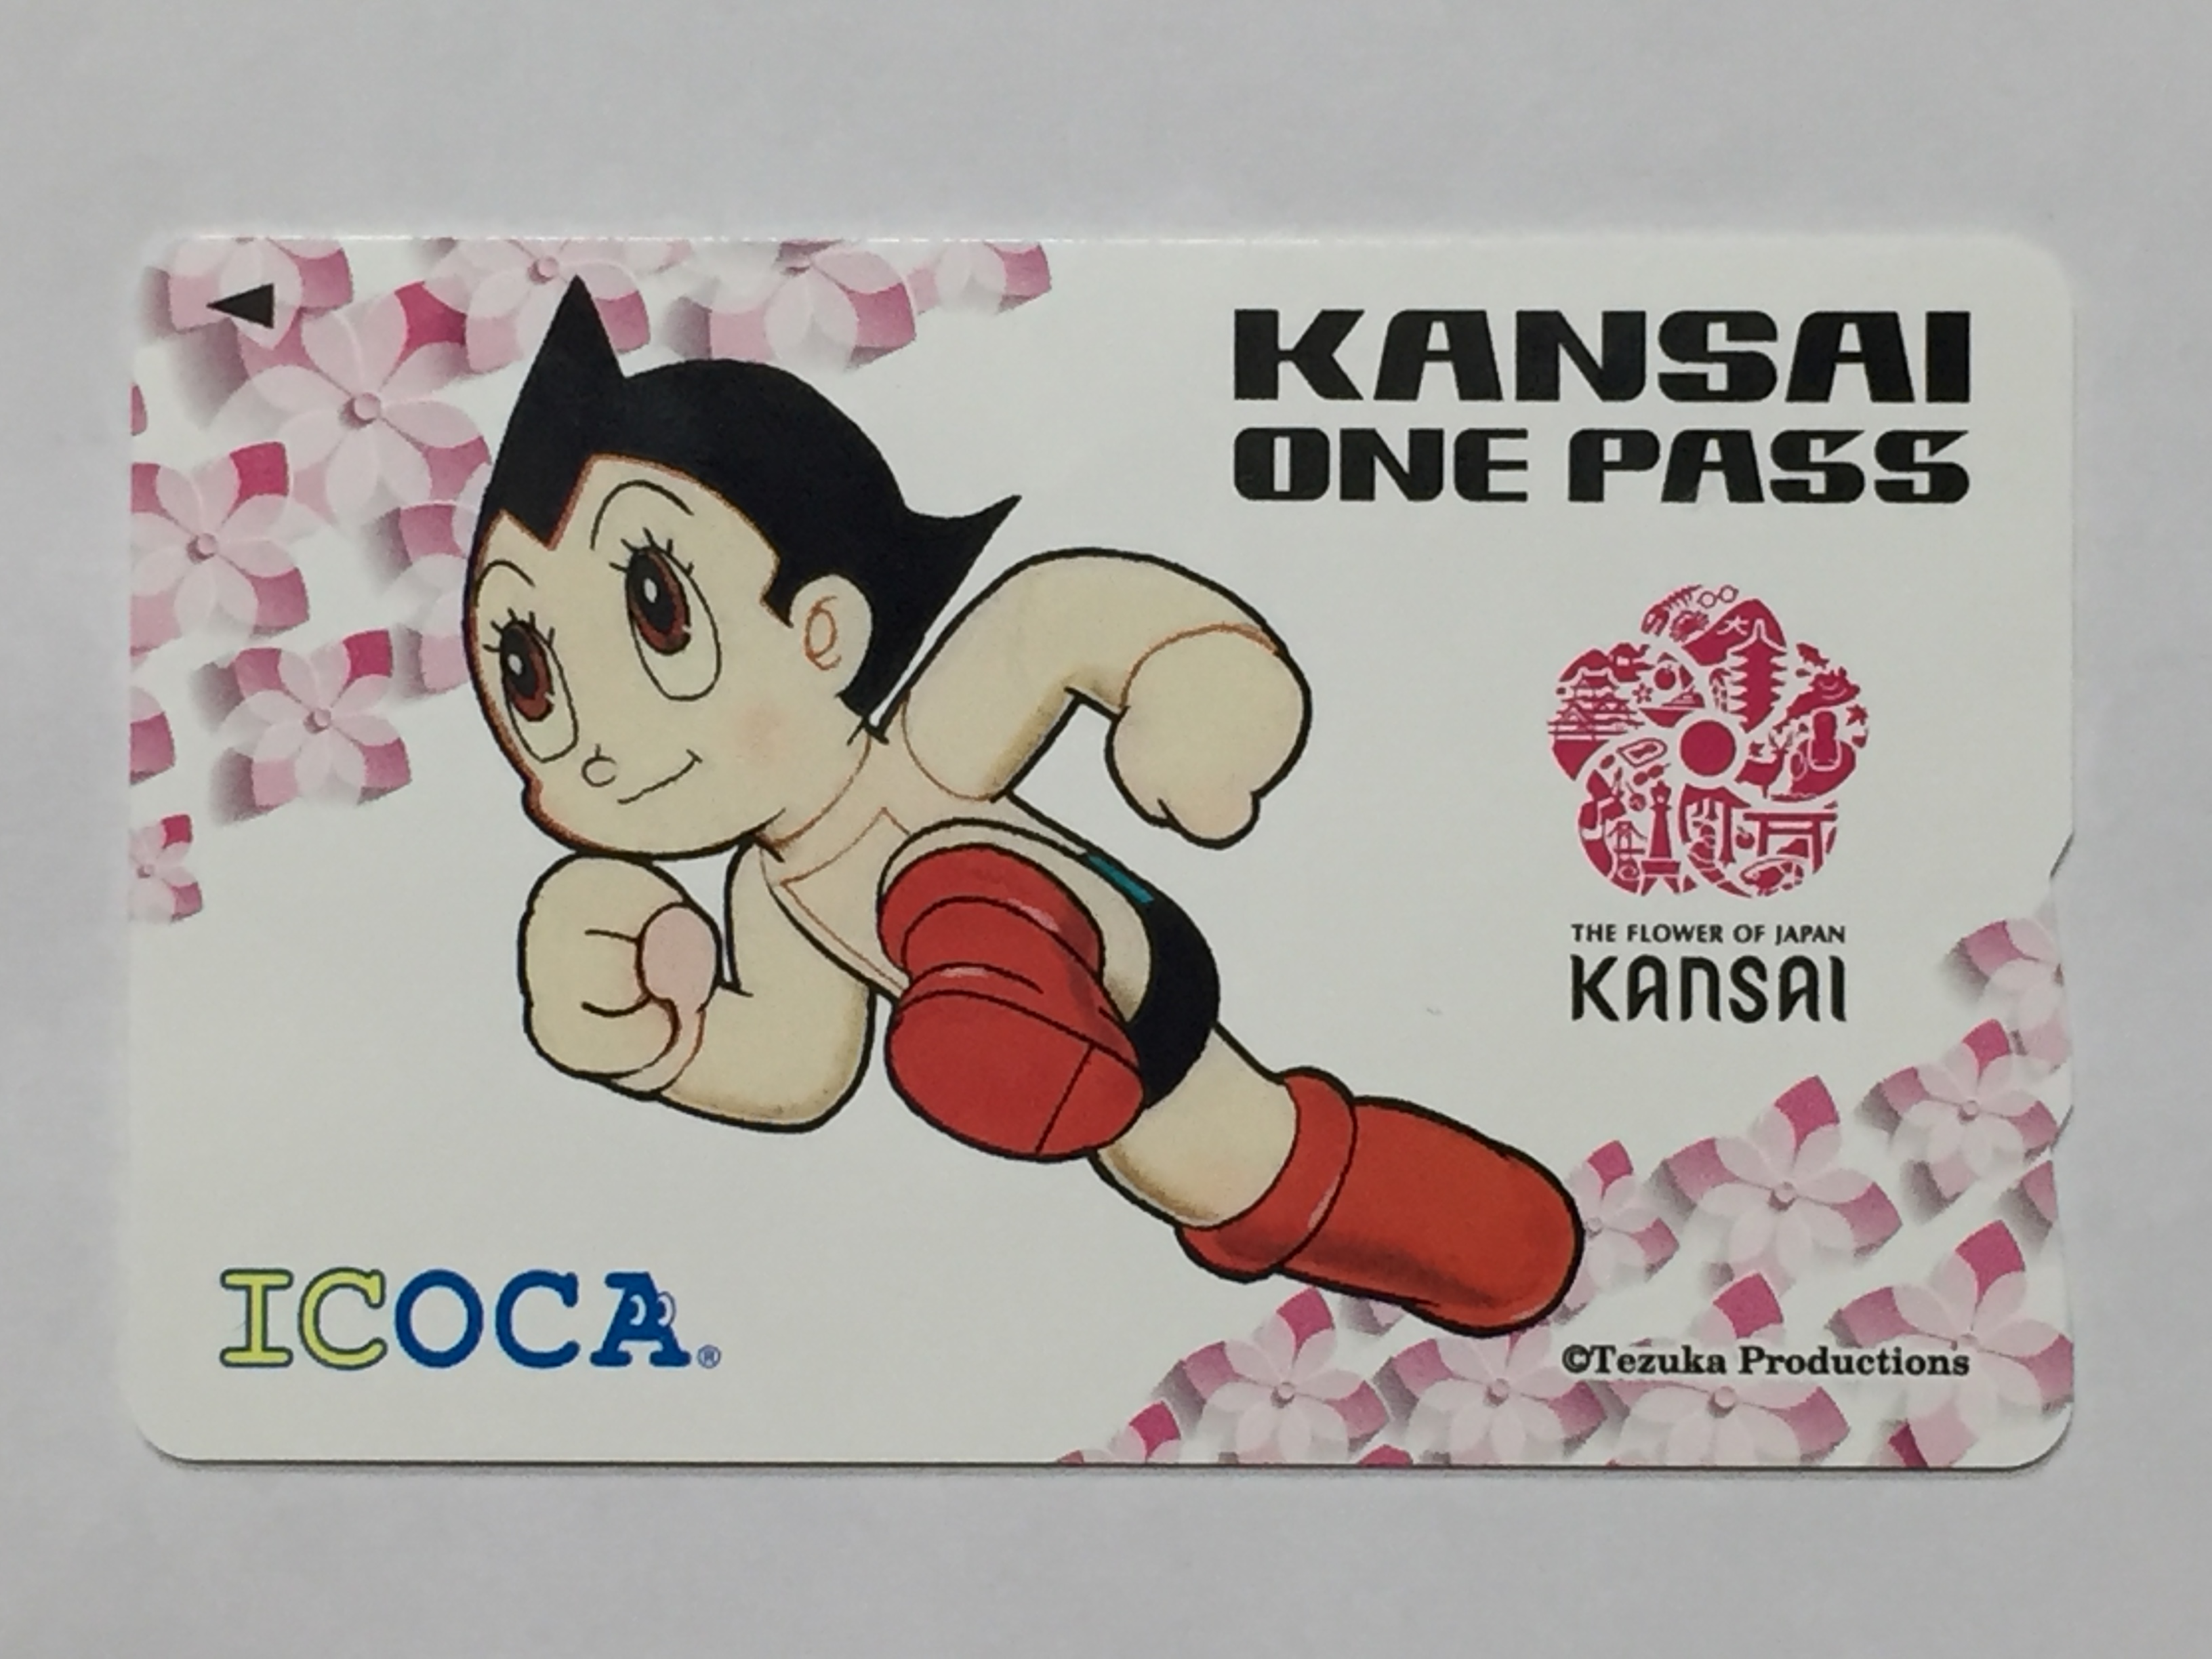 KANSAI
ONE PASS
THE FLOWER OF JAPAN
KANSAI
ICOCA®
©Tezuka Productions